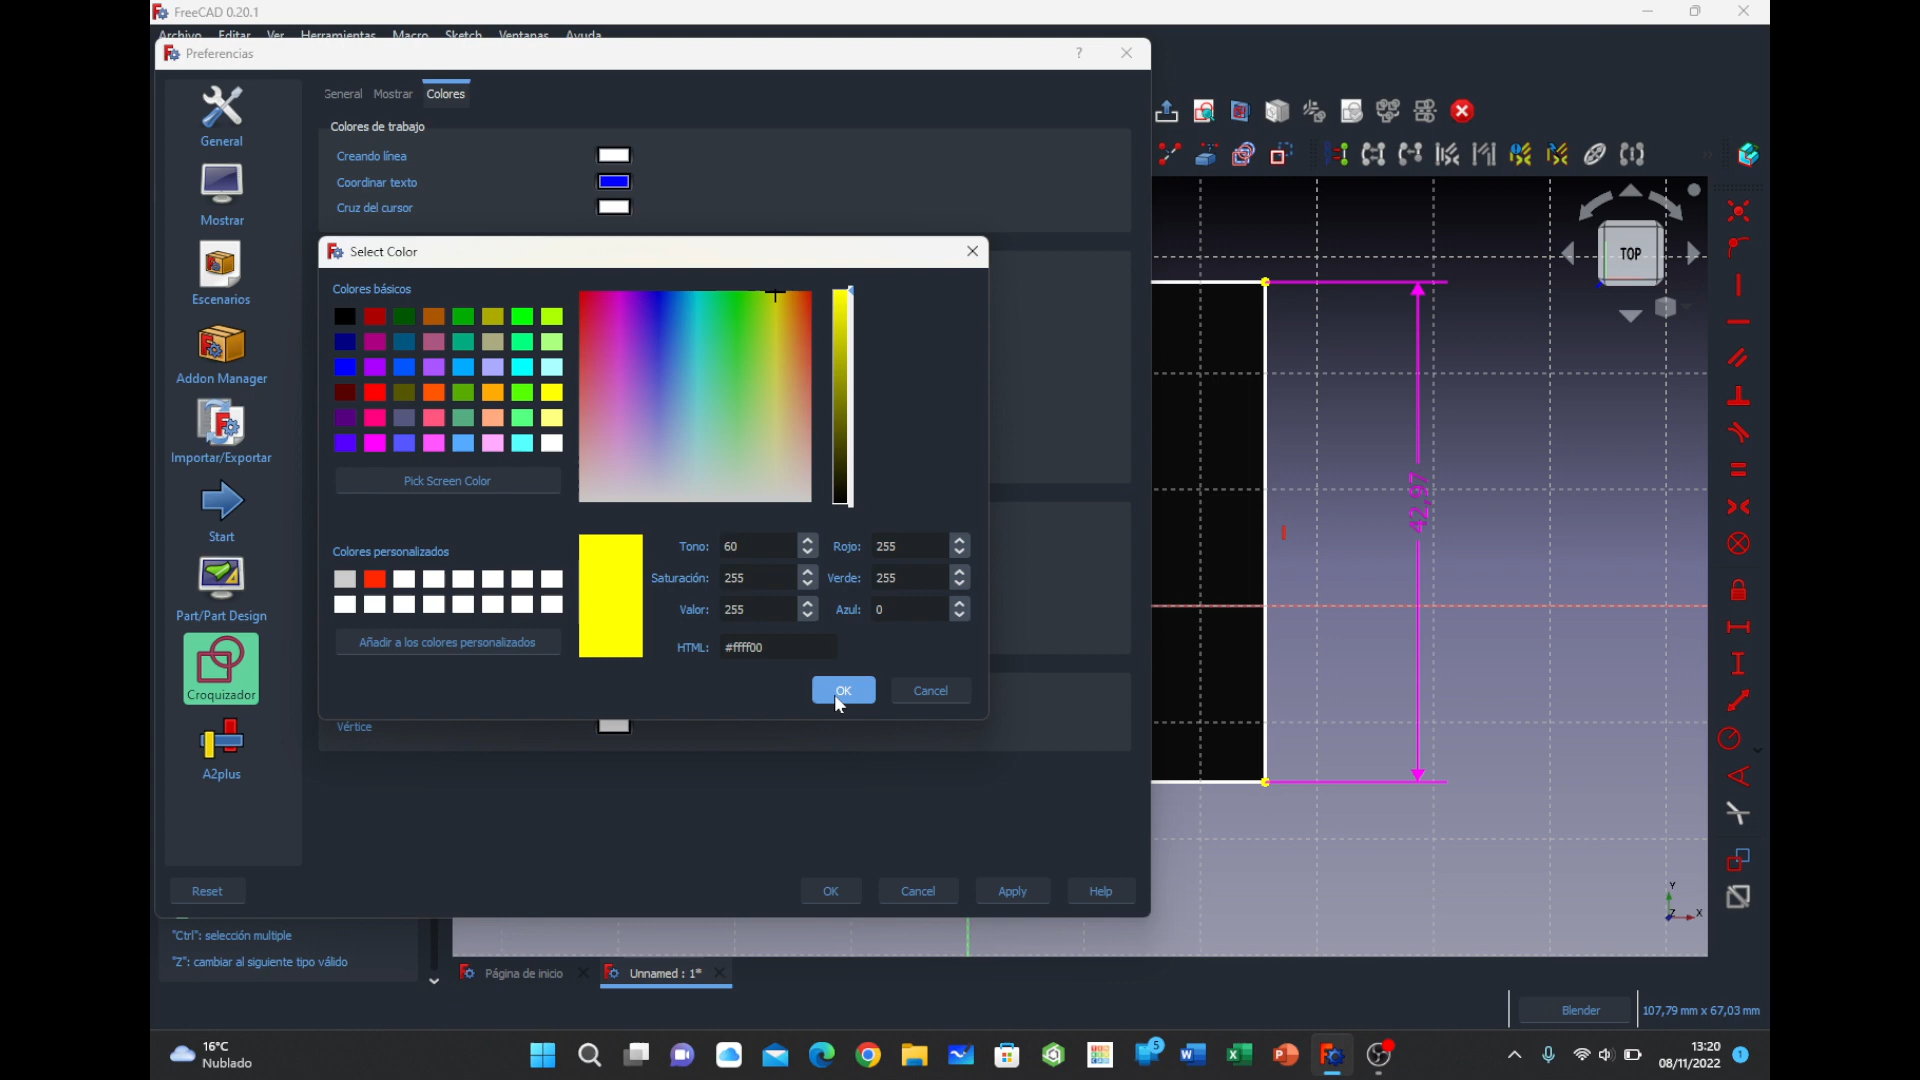 FreeCAD 0.20.1
Archivo Editar Ver Herramientas Macro Sketch Ventanas Ayuda
Preferencias
?
General Mostrar Colores
General
Mostrar
Escenarios
Addon Manager
Importar/Exportar
Start
Part/Part Design
Croquizador
A2plus
Colores de trabajo
Creando línea
Coordinar texto
Cruz del cursor
Select Color
Colores básicos
Pick Screen Color
Colores personalizados
Añadir a los colores personalizados
Tono: 60 Rojo: 255
Saturación: 255 Verde: 255
Valor: 255 Azul: 0
HTML: #ffff00
OK Cancel
Vértice
Reset OK Cancel Apply Help
TOP
42,97
Y
Z X
"Ctrl": selección multiple
"Z": cambiar al siguiente tipo válido
Página de inicio Unnamed : 1*
Blender 107,79 mm x 67,03 mm
16°C
Nublado
5
13:20
08/11/2022
1